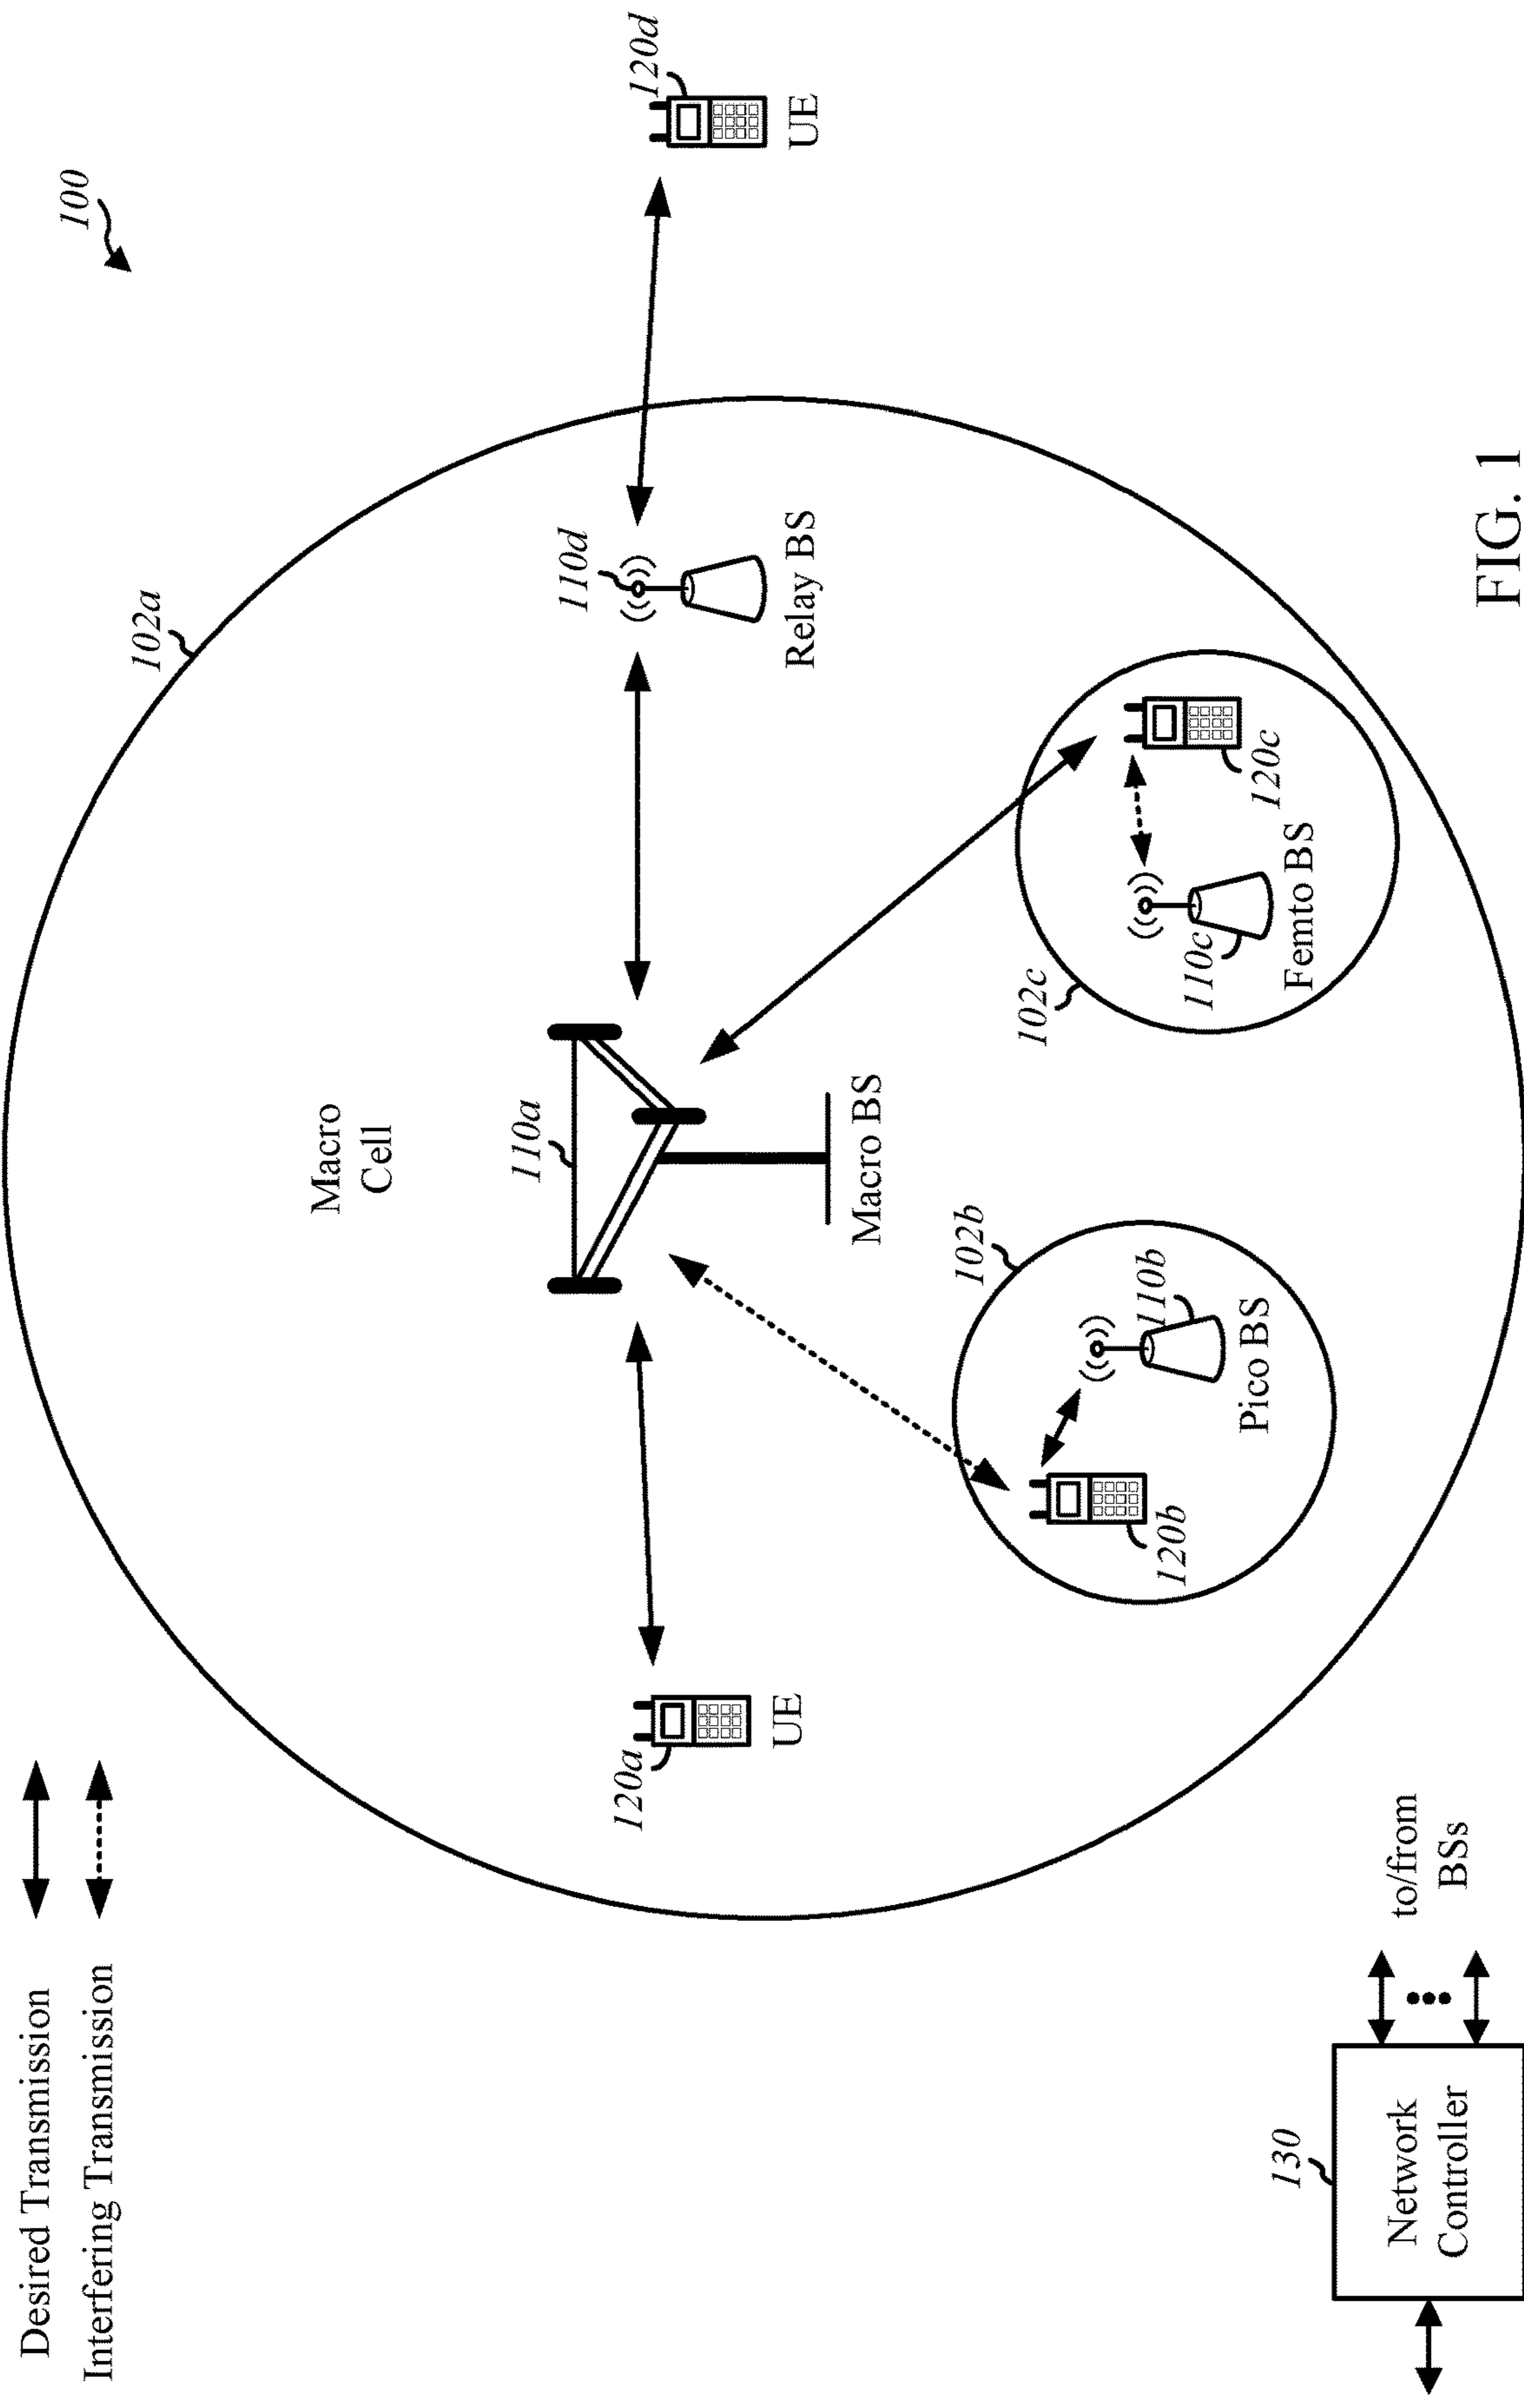 100
Desired Transmission
Interfering Transmission
102a
Macro
Cell
110a
110d
120d
120a
UE
Macro BS
Relay BS
UE
102b
102c
120b
110b
Pico BS
110c
Femto BS
120c
130
Network
Controller
to/from
BSs
FIG. 1